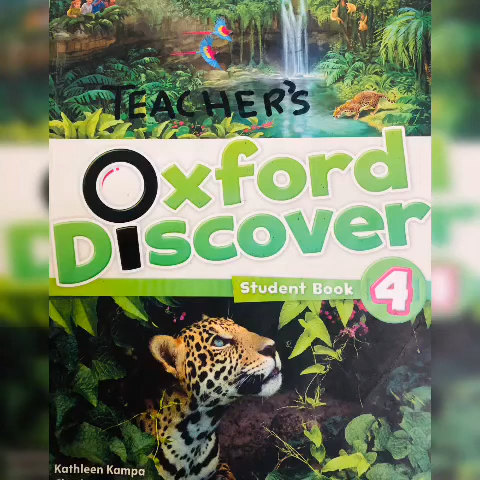 TEACHER'S
Oxford
Discover
Student Book 4
Kathleen Kampa